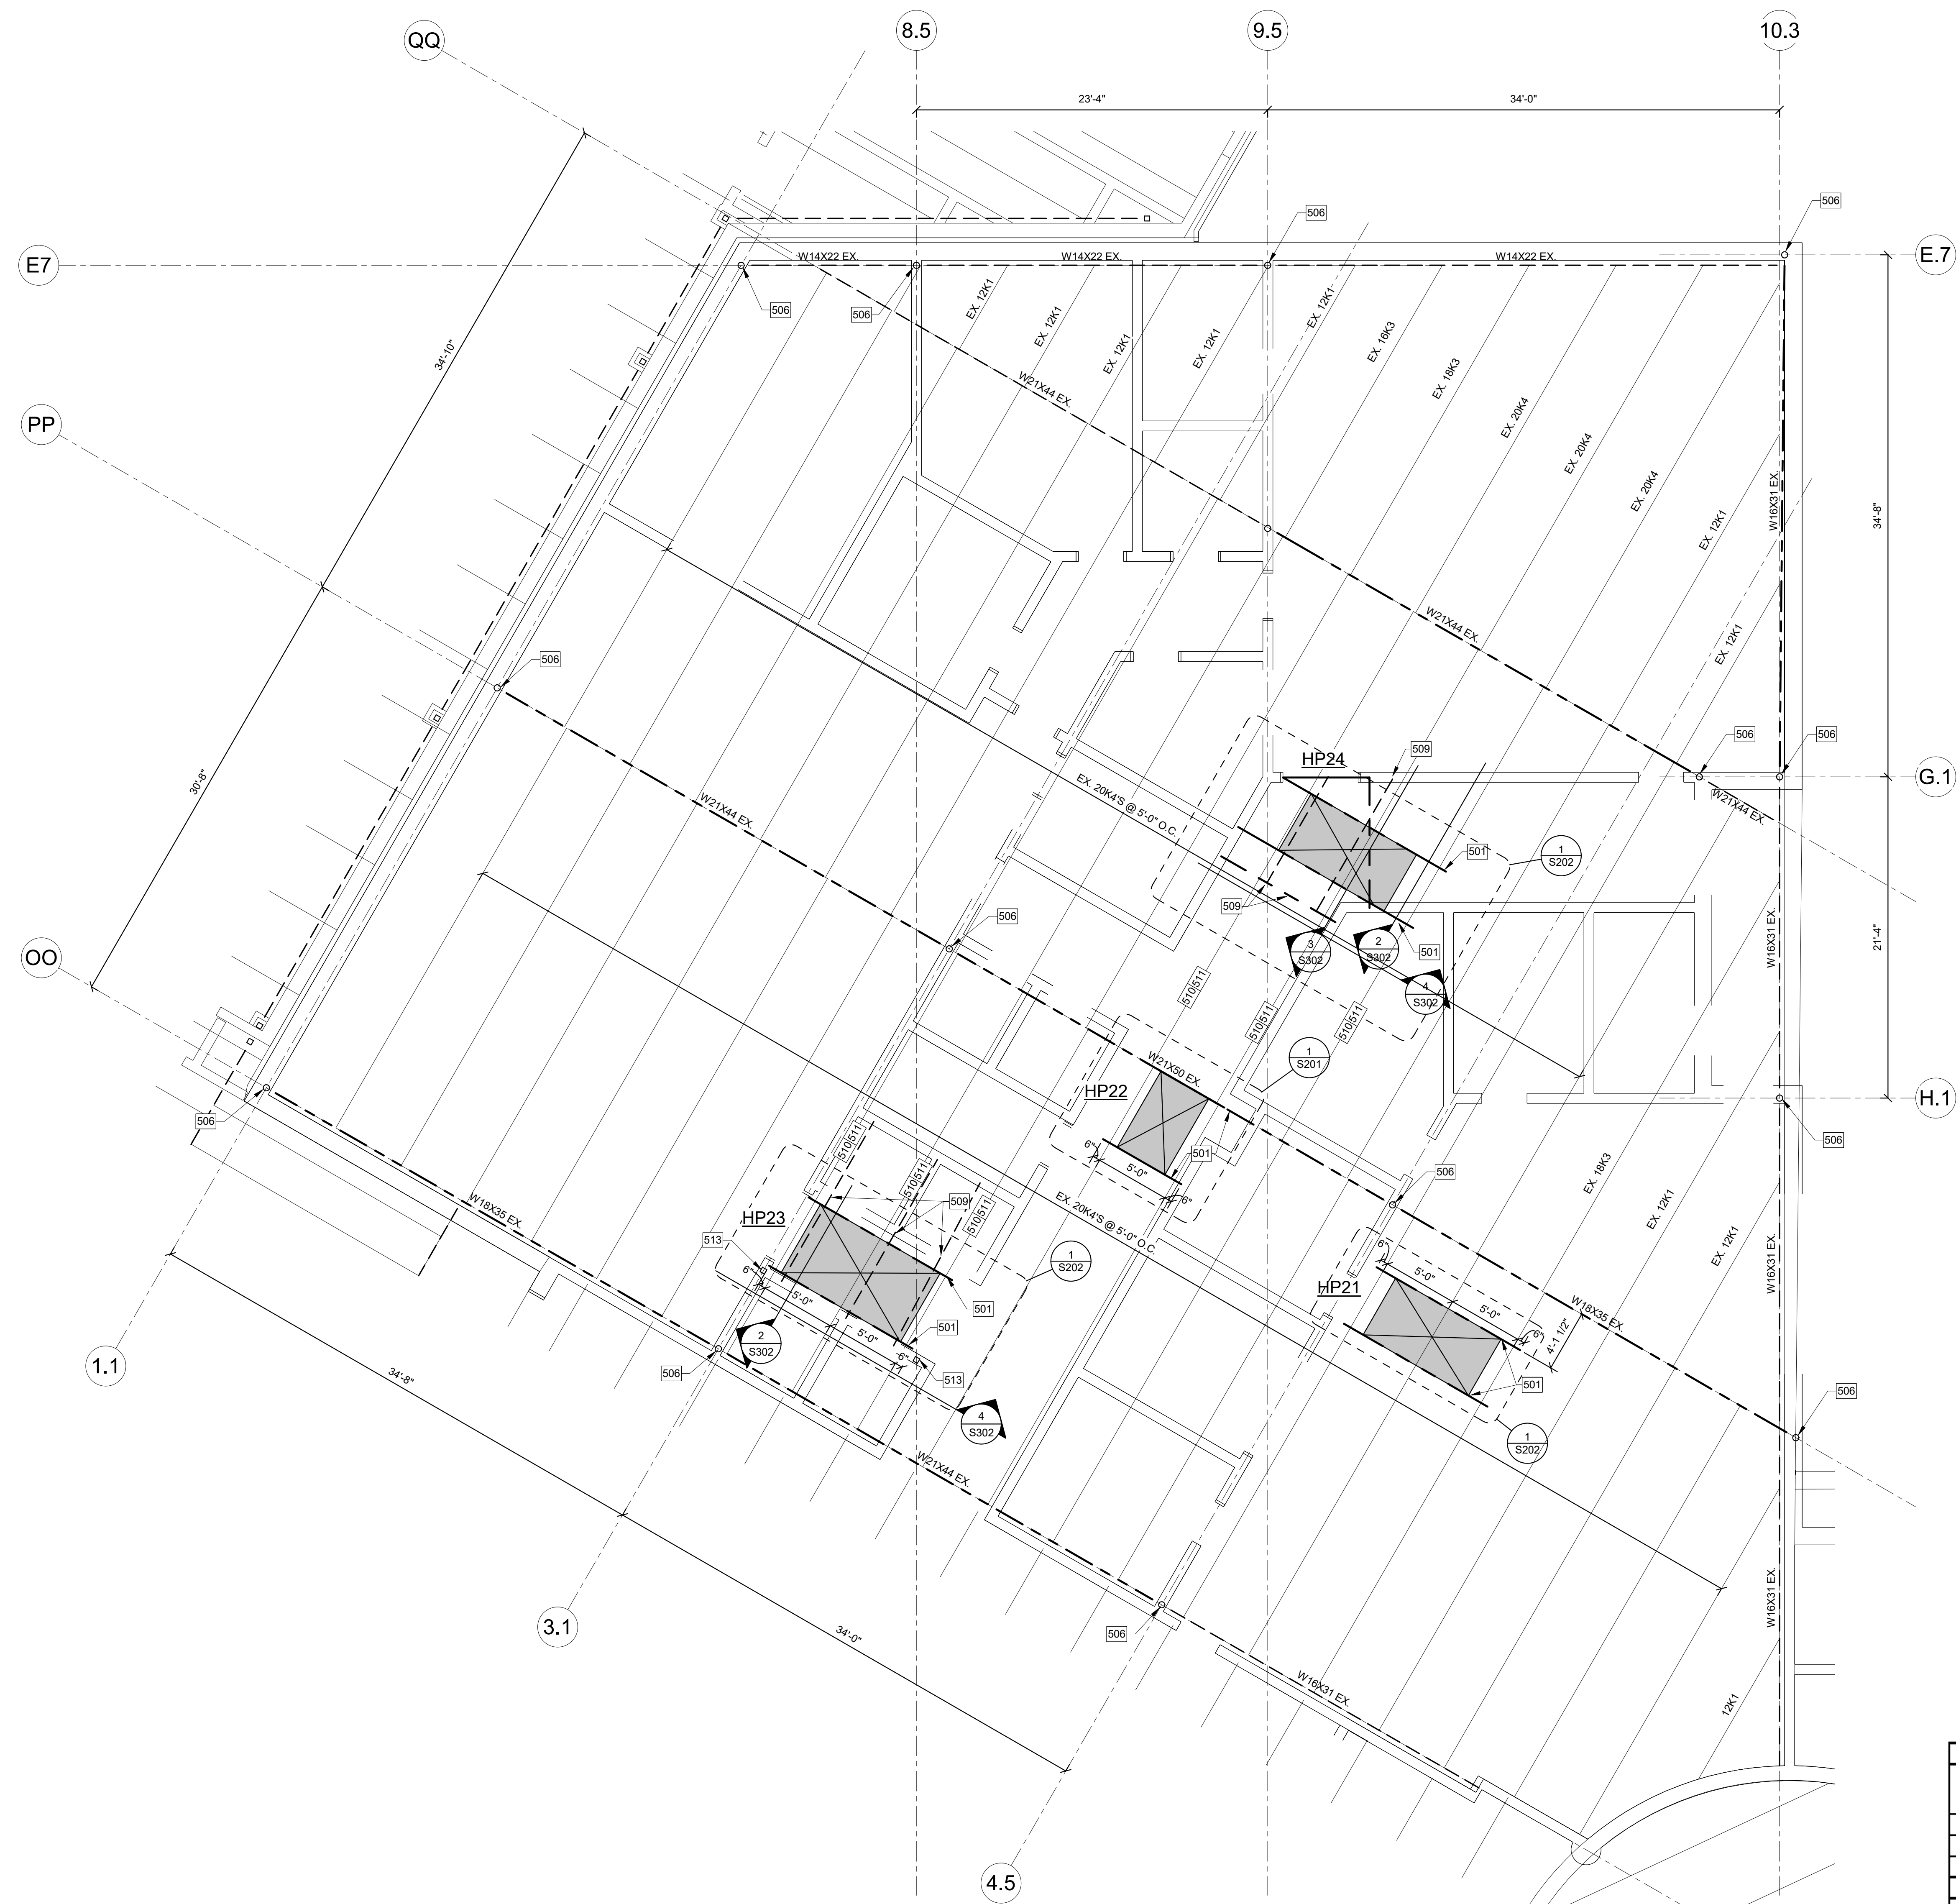 QQ
8.5
9.5
10.3
23'-4"
34'-0"
506
506
E7
W14X22 EX.
W14X22 EX.
W14X22 EX.
E.7
506
506
EX. 12K1
EX. 12K1
EX. 12K1
EX. 12K1
EX. 12K1
EX. 16K3
EX. 18K3
EX. 20K4
EX. 20K4
EX. 20K4
EX. 12K1
EX. 12K1
34'-10"
W21X44 EX.
PP
W16X31 EX.
34'-8"
W21X44 EX.
506
30'-8"
W21X44 EX.
EX. 20K4'S @ 5'-0" O.C.
HP24
509
506
506
G.1
W21X44 EX.
501
1
S202
509
501
3
S302
2
S302
4
S302
W16X31 EX.
21'-4"
OO
506
510
511
510
511
510
511
1
S201
W21X50 EX.
HP22
506
6"
5'-0"
6"
501
H.1
506
510
511
510
511
510
511
506
EX. 18K3
EX. 12K1
EX. 12K1
W18X35 EX.
HP23
509
EX. 20K4'S @ 5'-0" O.C.
513
6"
5'-0"
5'-0"
6"
1
S202
501
501
513
2
S302
506
4
S302
HP21
6"
5'-0"
5'-0"
6"
4'-1 1/2"
W18X35 EX.
W16X31 EX.
501
1
S202
506
1.1
34'-8"
W21X44 EX.
3.1
34'-0"
506
W16X31 EX.
W16X31 EX.
12K1
4.5